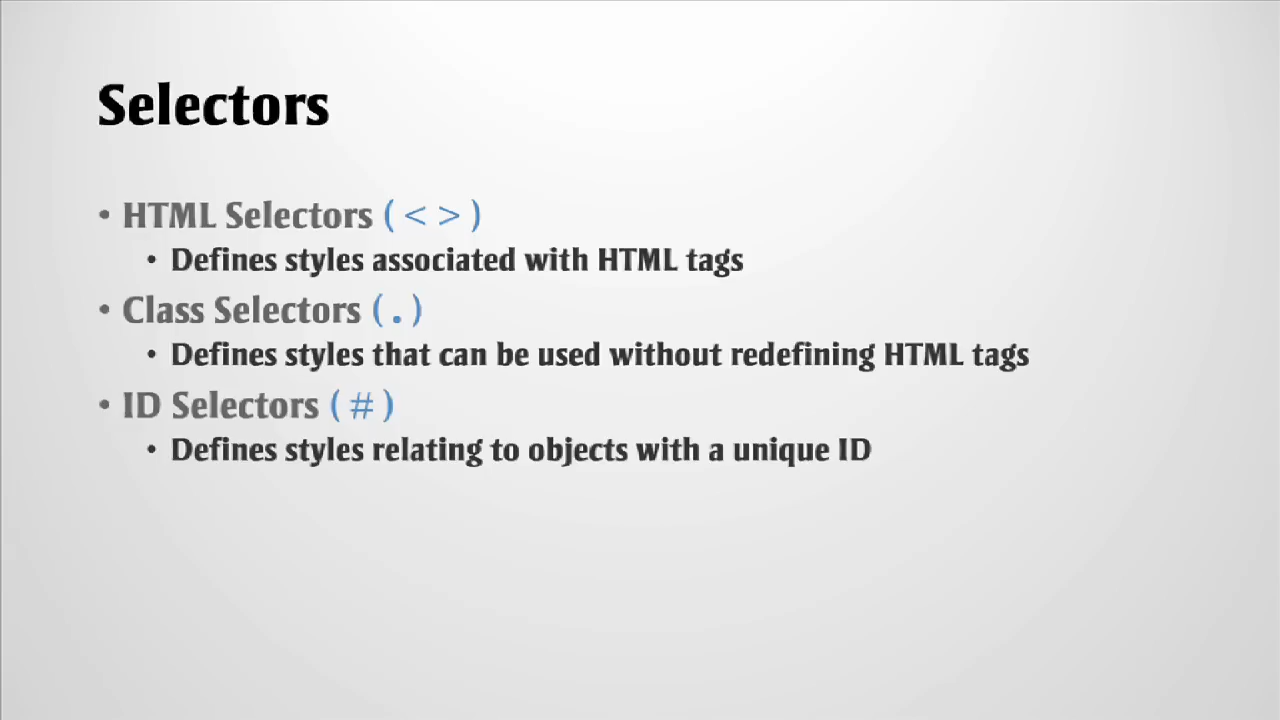 Selectors
• HTML Selectors (<>)
• Defines styles associated with HTML tags
• Class Selectors (.)
• Defines styles that can be used without redefining HTML tags
• ID Selectors (#)
• Defines styles relating to objects with a unique ID